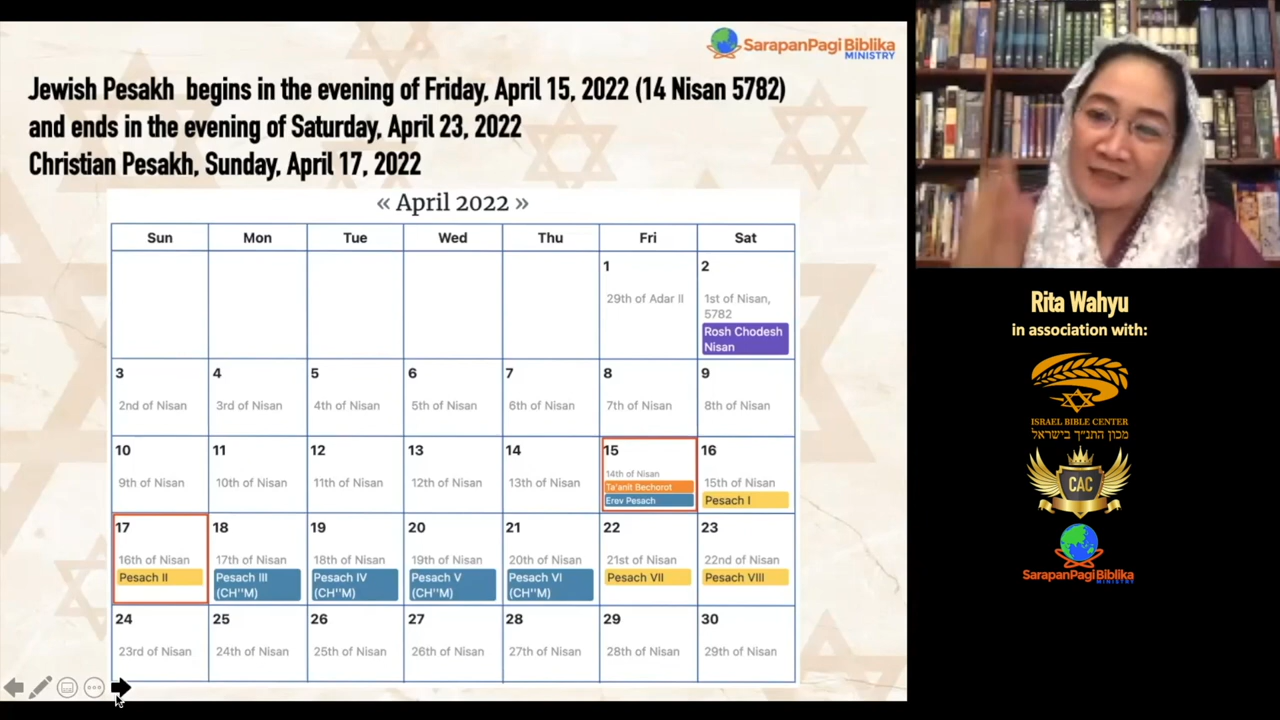 SarapanPagi Biblika
MINISTRY
Jewish Pesakh begins in the evening of Friday, April 15, 2022 (14 Nisan 5782)
and ends in the evening of Saturday, April 23, 2022
Christian Pesakh, Sunday, April 17, 2022
« April 2022 »
Sun Mon Tue Wed Thu Fri Sat
1 2
29th of Adar II 1st of Nisan,
5782
Rosh Chodesh
Nisan
3 4 5 6 7 8 9
2nd of Nisan 3rd of Nisan 4th of Nisan 5th of Nisan 6th of Nisan 7th of Nisan 8th of Nisan
10 11 12 13 14 15 16
9th of Nisan 10th of Nisan 11th of Nisan 12th of Nisan 13th of Nisan 14th of Nisan 15th of Nisan
Ta'anit Bechorot
Erev Pesach Pesach I
17 18 19 20 21 22 23
16th of Nisan 17th of Nisan 18th of Nisan 19th of Nisan 20th of Nisan 21st of Nisan 22nd of Nisan
Pesach II Pesach III Pesach IV Pesach V Pesach VI Pesach VII Pesach VIII
(CH''M) (CH''M) (CH''M) (CH''M)
24 25 26 27 28 29 30
23rd of Nisan 24th of Nisan 25th of Nisan 26th of Nisan 27th of Nisan 28th of Nisan 29th of Nisan
Rita Wahyu
in association with:
ISRAEL BIBLE CENTER
מכון התנ״ך בישראל
CAC
SarapanPagi Biblika
MINISTRY